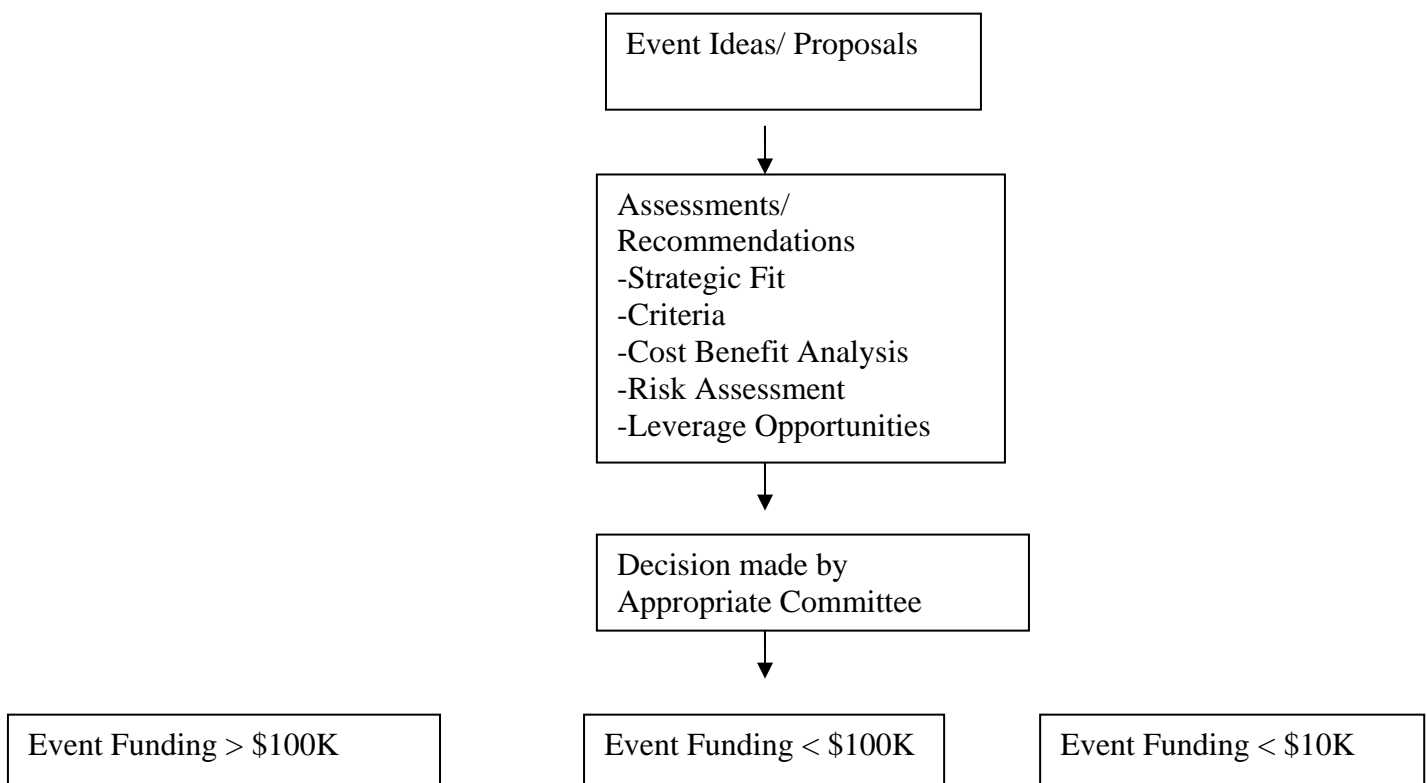 Event Ideas/ Proposals
Assessments/
Recommendations
-Strategic Fit
-Criteria
-Cost Benefit Analysis
-Risk Assessment
-Leverage Opportunities
Decision made by
Appropriate Committee
Event Funding > $100K
Event Funding < $100K
Event Funding < $10K